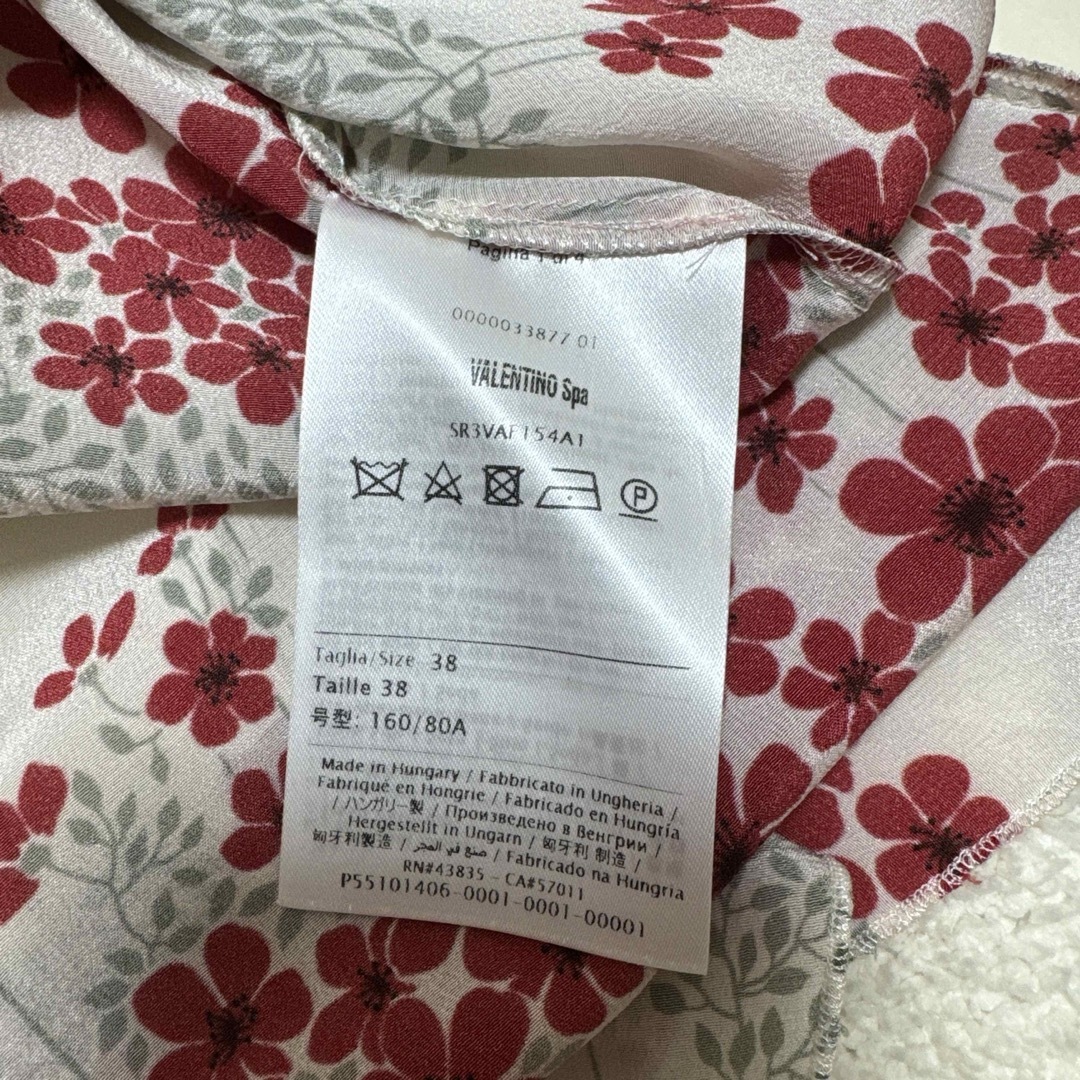 Pagina 1 di 4
0000033877 01
VALENTINO Spa
SR3VAF154A1
P
Taglia/Size 38
Taille 38
号型: 160/80A
Made in Hungary / Fabbricato in Ungheria /
Fabriqué en Hongrie / Fabricado en Hungría
/ ハンガリー製 / Произведено в Венгрии /
Hergestellt in Ungarn / 匈牙利 制造 /
匈牙利製造 / صنع في المجر / Fabricado na Hungria
RN#43835 - CA#57011
P55101406-0001-0001-00001